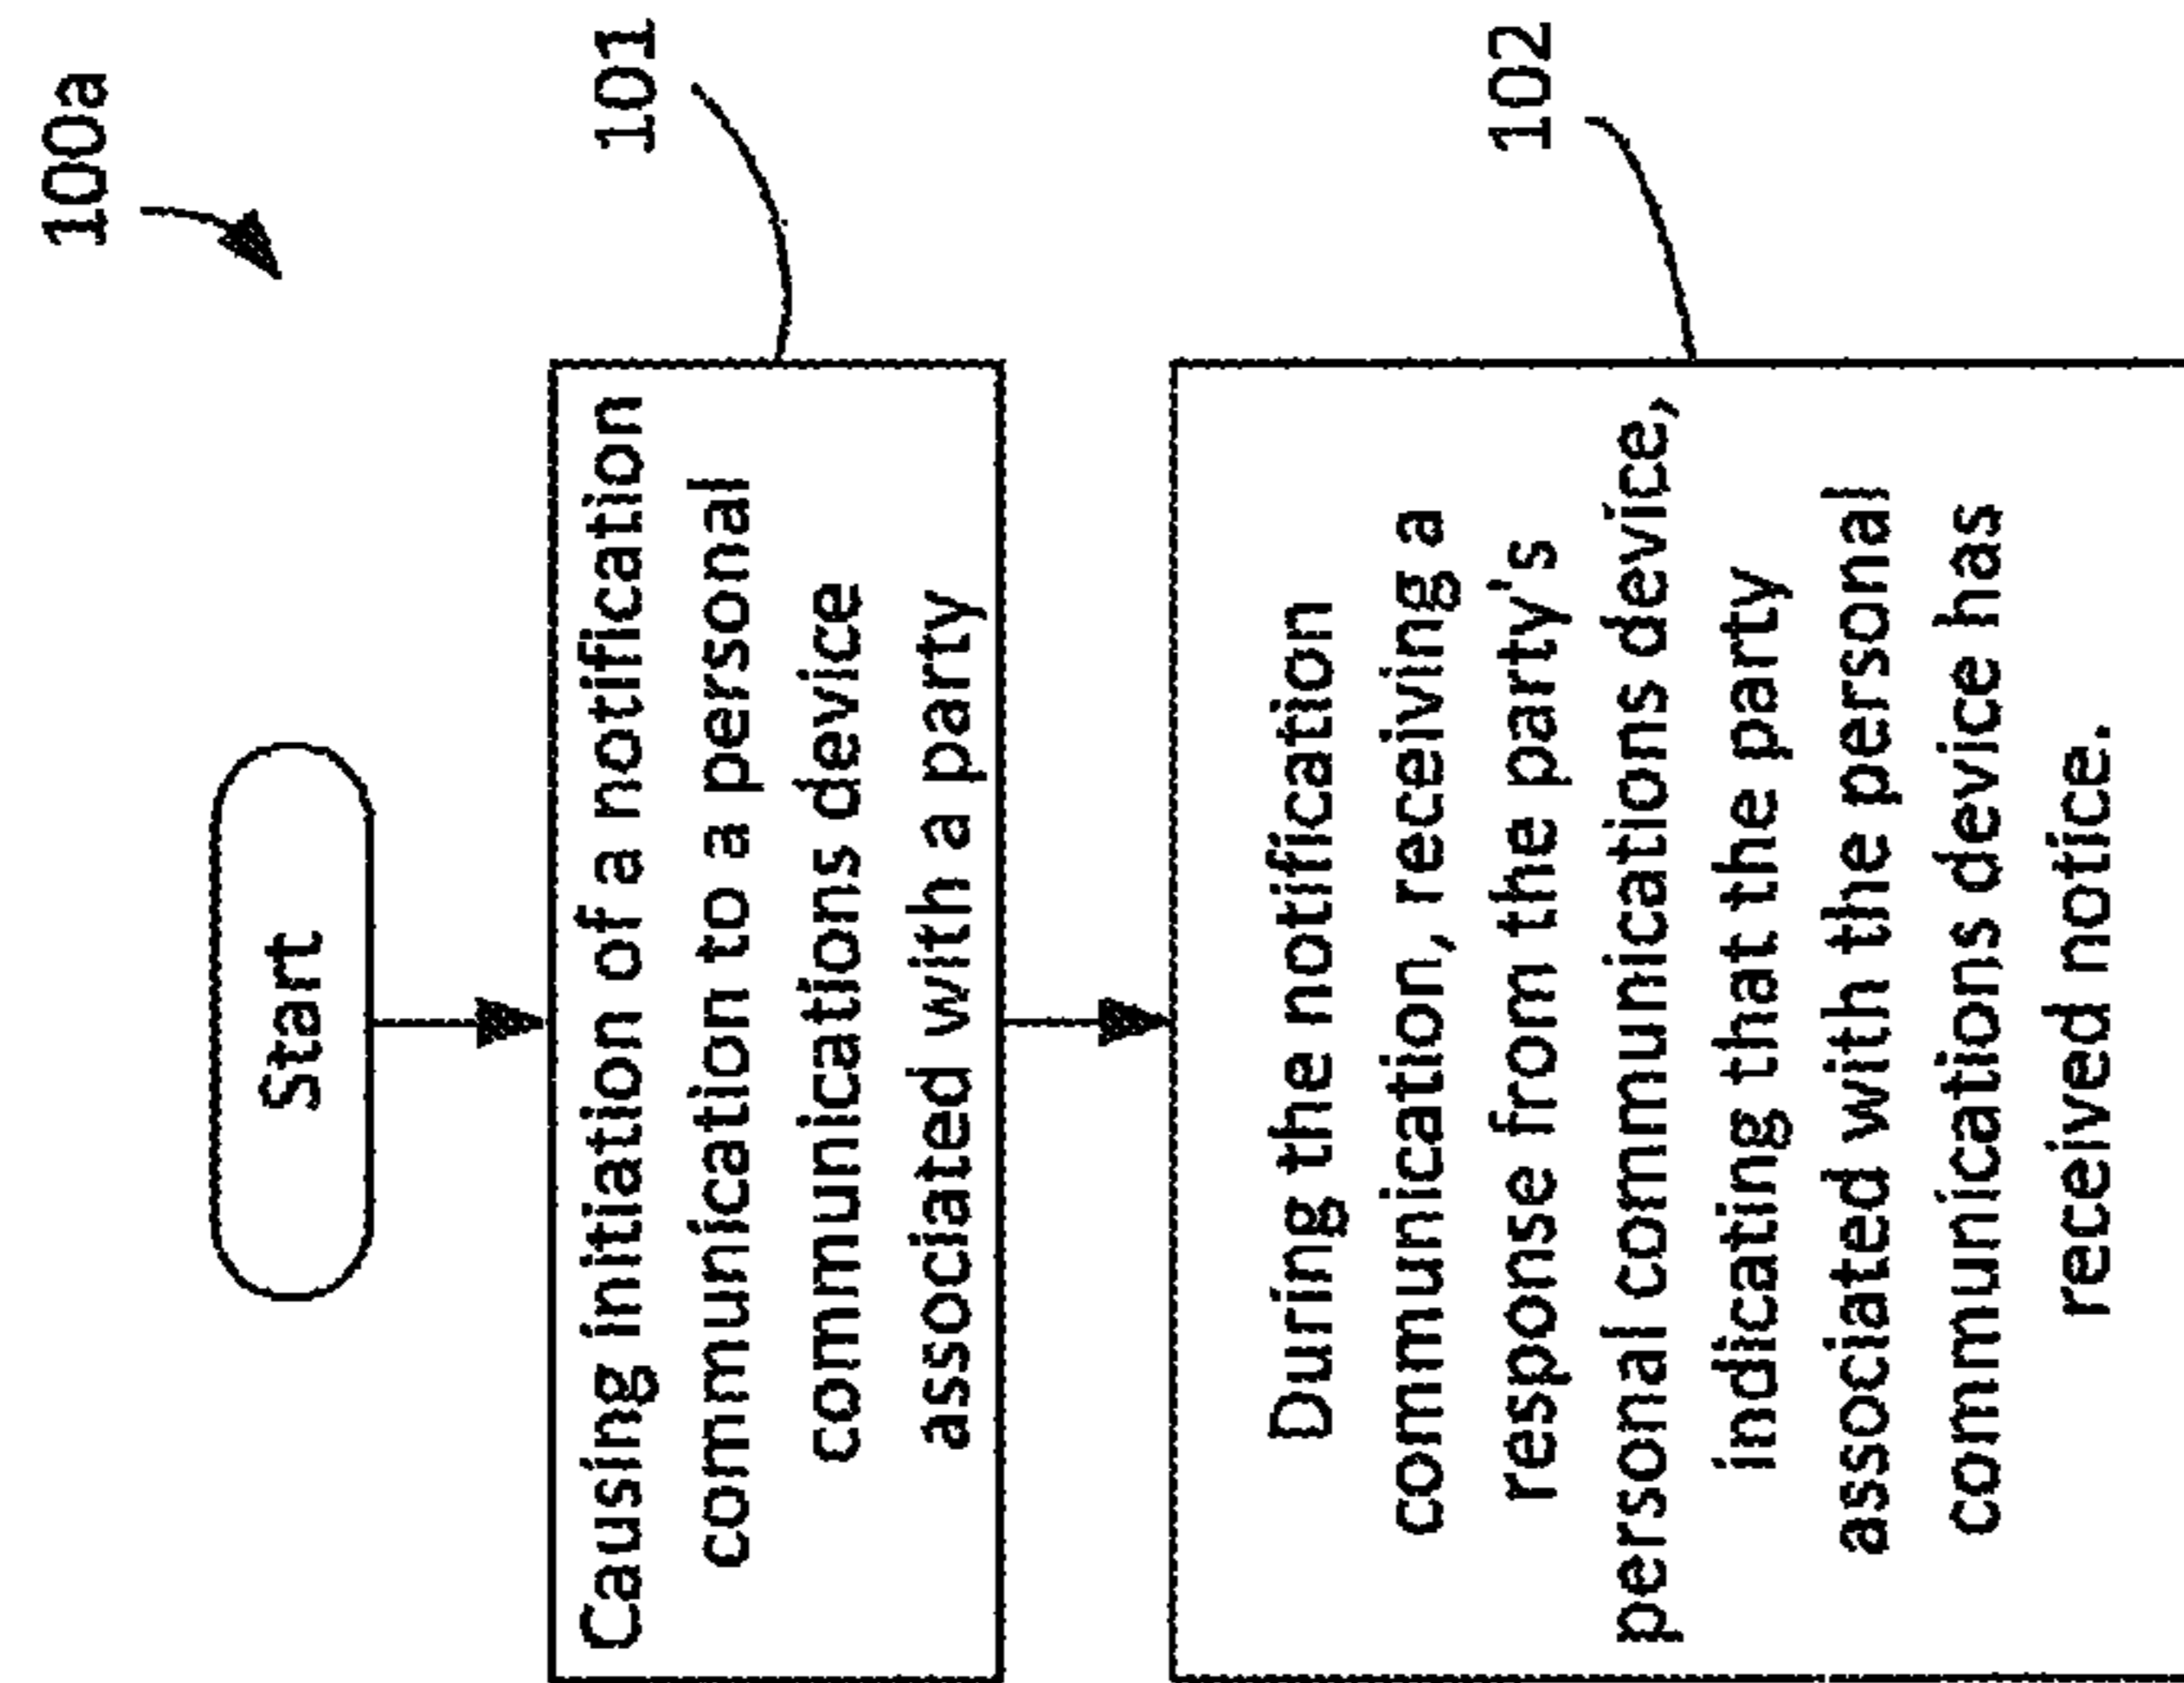 100a
Start
101
Causing initiation of a notification
communication to a personal
communications device
associated with a party
102
During the notification
communication, receiving a
response from the party's
personal communications device,
indicating that the party
associated with the personal
communications device has
received notice.